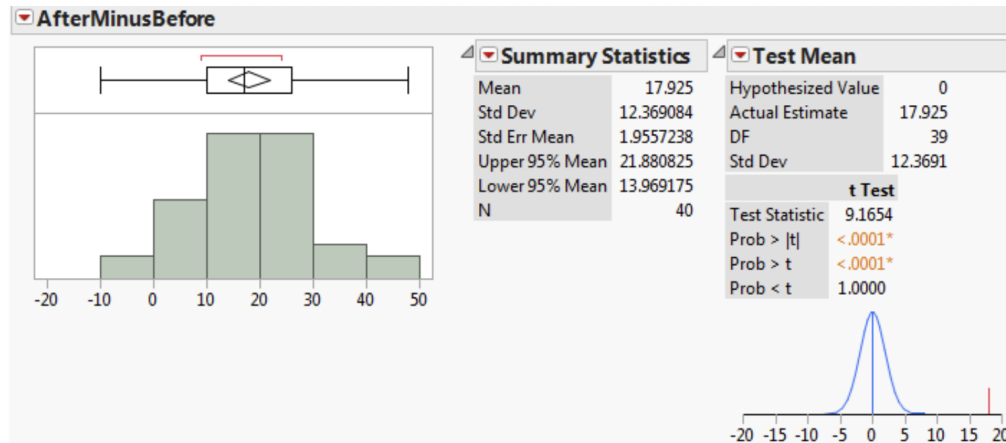 AfterMinusBefore
-20 -10 0 10 20 30 40 50
Summary Statistics
Mean 17.925
Std Dev 12.369084
Std Err Mean 1.9557238
Upper 95% Mean 21.880825
Lower 95% Mean 13.969175
N 40
Test Mean
Hypothesized Value 0
Actual Estimate 17.925
DF 39
Std Dev 12.3691
t Test
Test Statistic 9.1654
Prob > |t| <.0001*
Prob > t <.0001*
Prob < t 1.0000
-20 -15 -10 -5 0 5 10 15 20